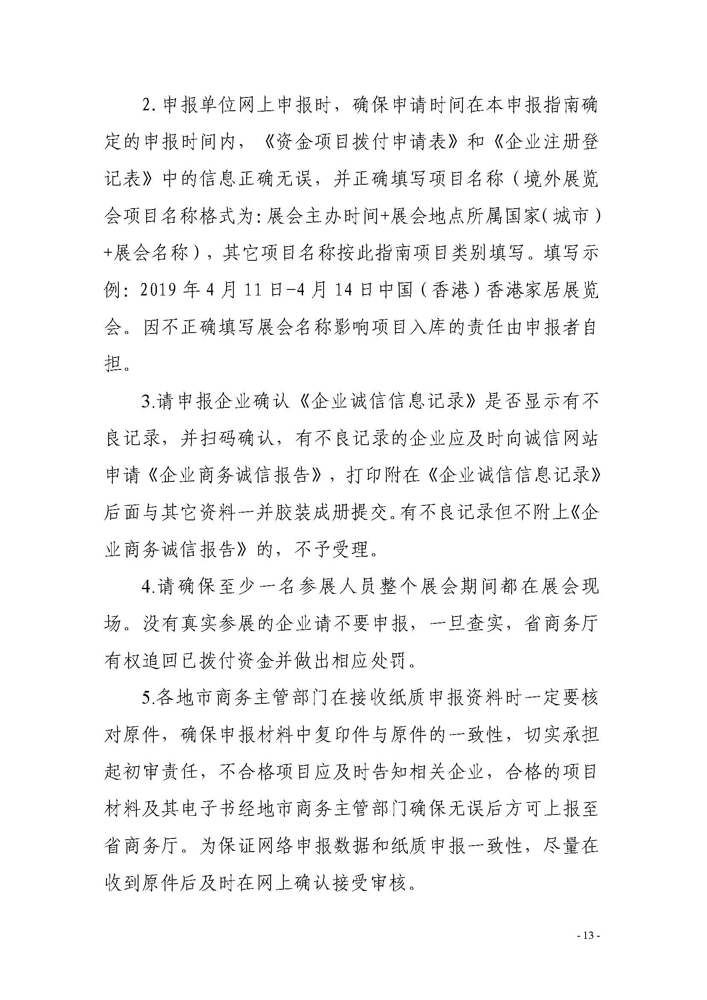 2. 申报单位网上申报时，确保申请时间在本申报指南确
定的申报时间内，《资金项目拨付申请表》和《企业注册登
记表》中的信息正确无误，并正确填写项目名称（境外展览
会项目名称格式为：展会主办时间+展会地点所属国家（城市）
+展会名称），其它项目名称按此指南项目类别填写。填写示
例：2019 年 4 月 11 日-4 月 14 日中国（香港）香港家居展览
会。因不正确填写展会名称影响项目入库的责任由申报者自
担。
3.请申报企业确认《企业诚信信息记录》是否显示有不
良记录，并扫码确认，有不良记录的企业应及时向诚信网站
申请《企业商务诚信报告》，打印附在《企业诚信信息记录》
后面与其它资料一并胶装成册提交。有不良记录但不附上《企
业商务诚信报告》的，不予受理。
4.请确保至少一名参展人员整个展会期间都在展会现
场。没有真实参展的企业请不要申报，一旦查实，省商务厅
有权追回已拨付资金并做出相应处罚。
5.各地市商务主管部门在接收纸质申报资料时一定要核
对原件，确保申报材料中复印件与原件的一致性，切实承担
起初审责任，不合格项目应及时告知相关企业，合格的项目
材料及其电子书经地市商务主管部门确保无误后方可上报至
省商务厅。为保证网络申报数据和纸质申报一致性，尽量在
收到原件后及时在网上确认接受审核。
- 13 -